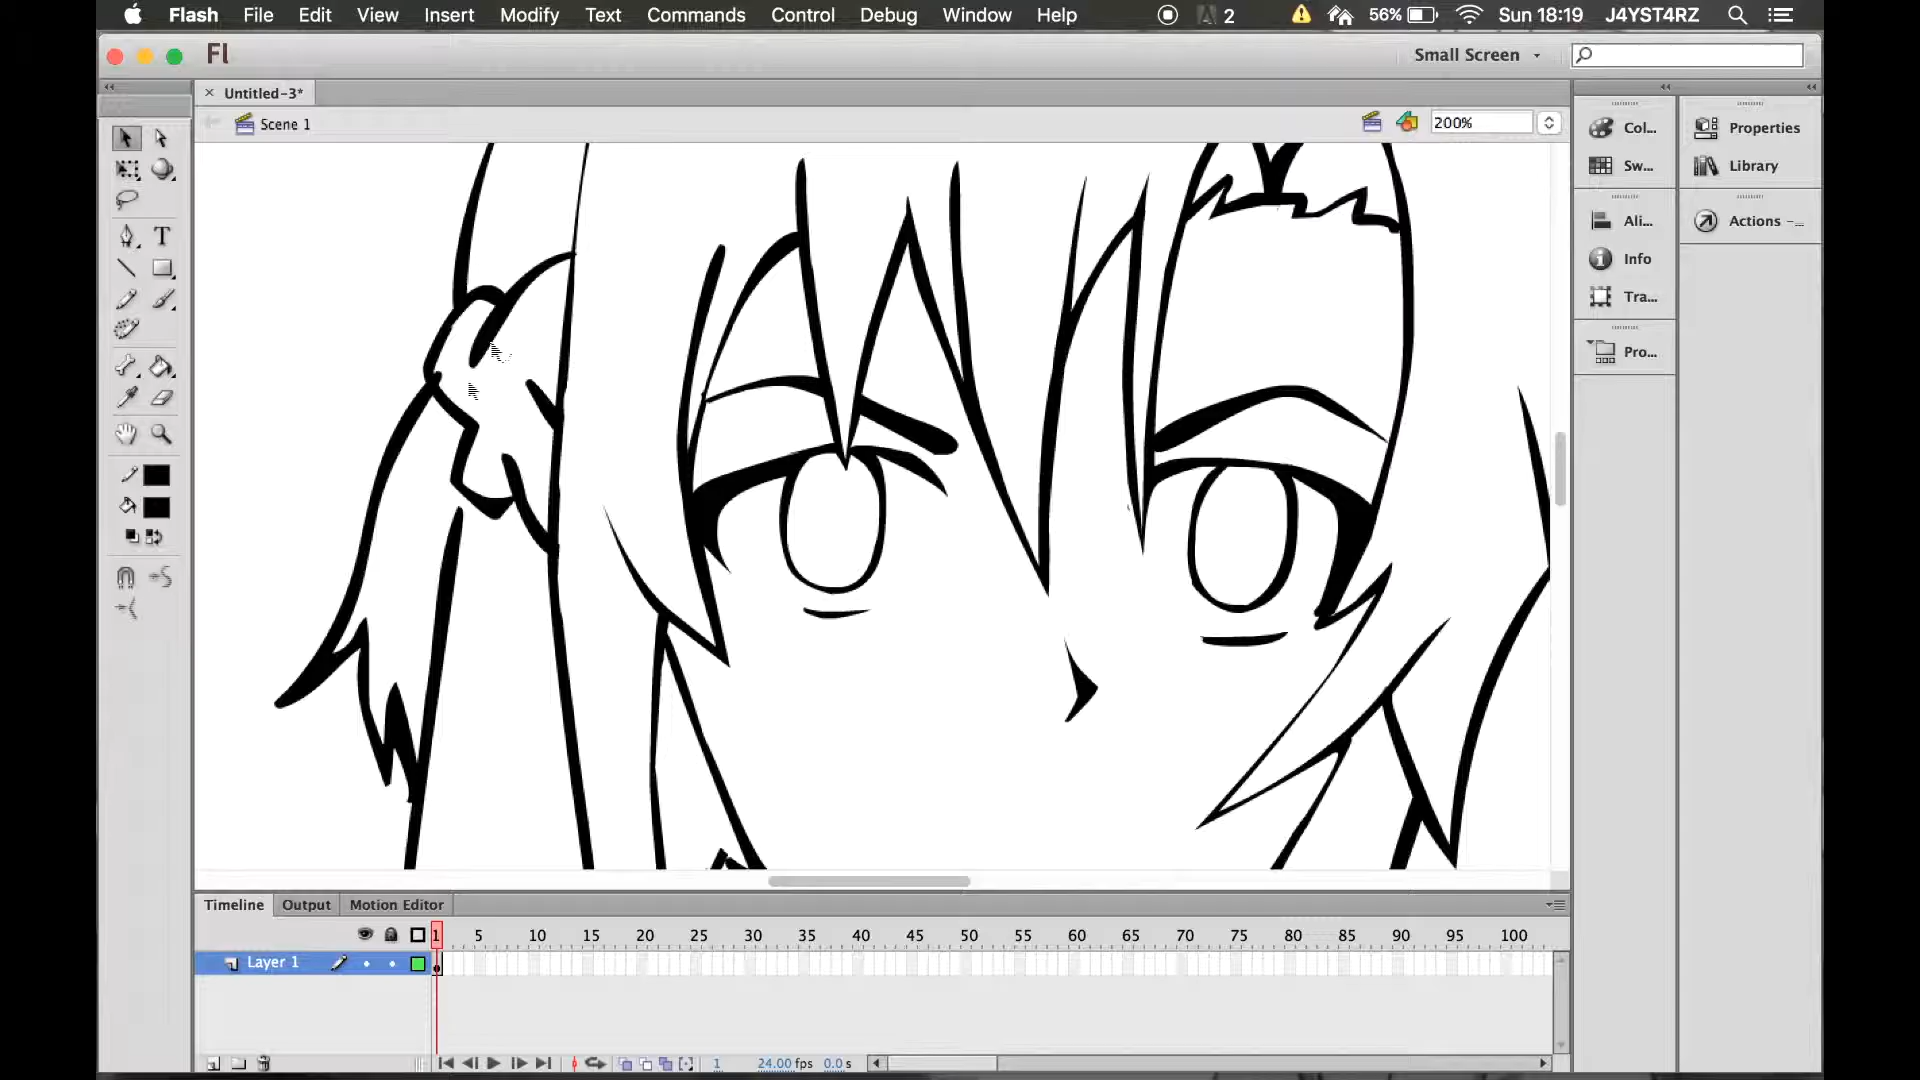 Flash File Edit View Insert Modify Text Commands Control Debug Window Help 2 56% Sun 18:19 J4YST4RZ
Fl Small Screen
Untitled-3*
Scene 1 200%
Col... Properties
Sw... Library
Ali... Actions -...
Info
Tra...
Pro...
T
Timeline Output Motion Editor
1 5 10 15 20 25 30 35 40 45 50 55 60 65 70 75 80 85 90 95 100
Layer 1
1 24.00 fps 0.0 s